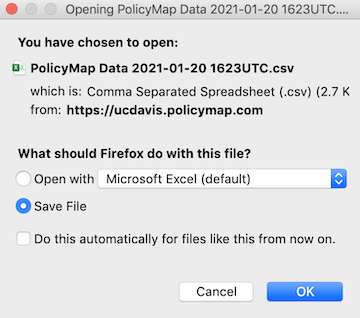 Opening PolicyMap Data 2021-01-20 1623UTC....
You have chosen to open:
PolicyMap Data 2021-01-20 1623UTC.csv
which is: Comma Separated Spreadsheet (.csv) (2.7 K
from: https://ucdavis.policymap.com
What should Firefox do with this file?
Open with Microsoft Excel (default)
Save File
Do this automatically for files like this from now on.
Cancel OK